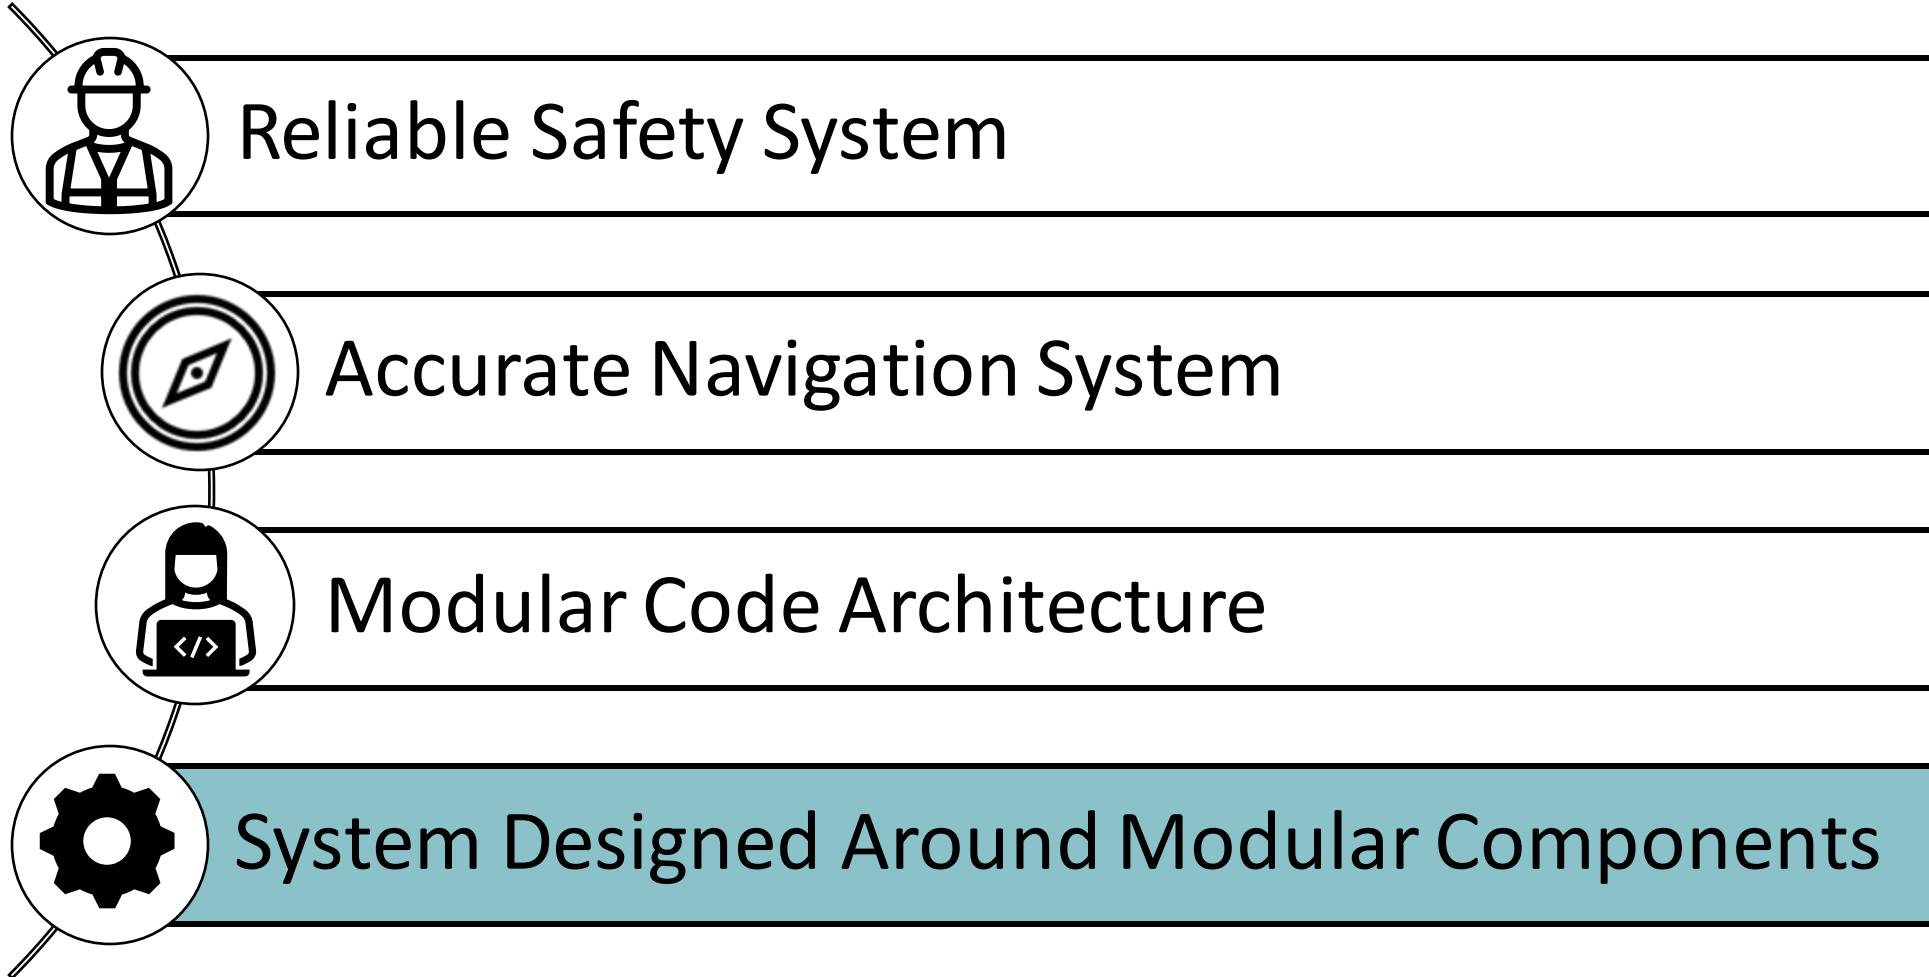 Reliable Safety System
Accurate Navigation System
Modular Code Architecture
</>
System Designed Around Modular Components